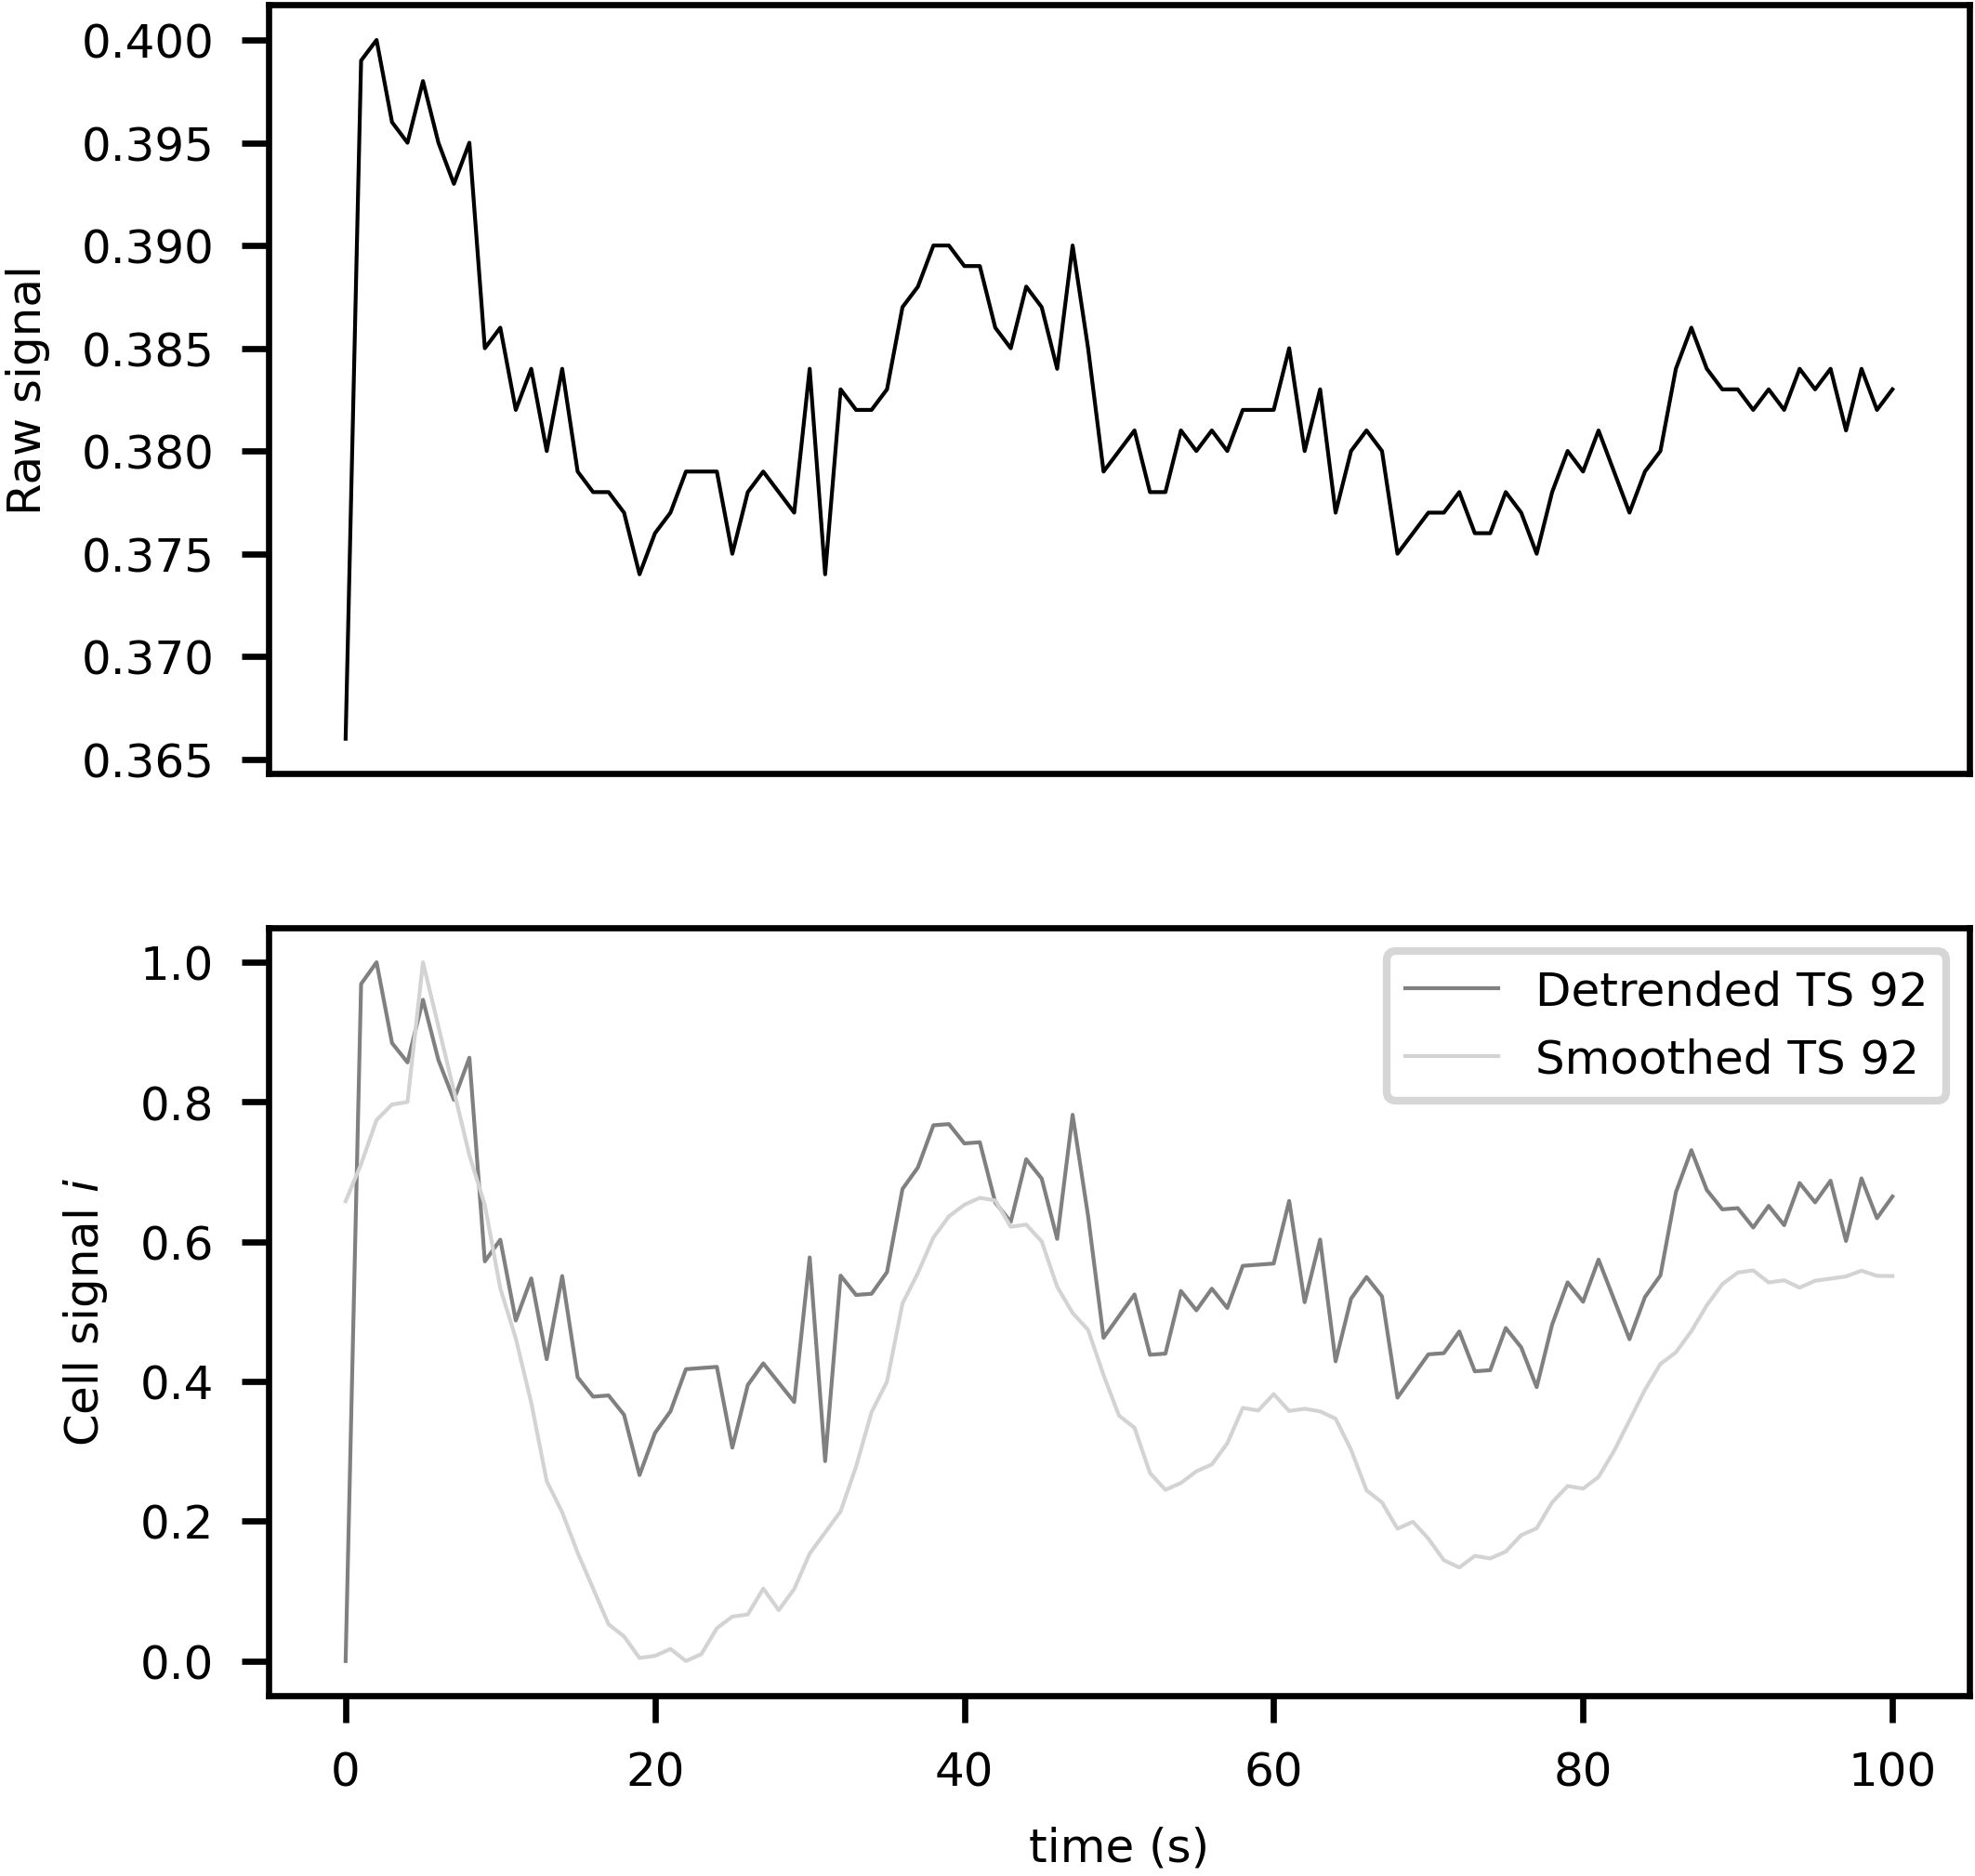 Raw signal
0.400
0.395
0.390
0.385
0.380
0.375
0.370
0.365
Cell signal i
1.0
0.8
0.6
0.4
0.2
0.0
Detrended TS 92
Smoothed TS 92
0 20 40 60 80 100
time (s)